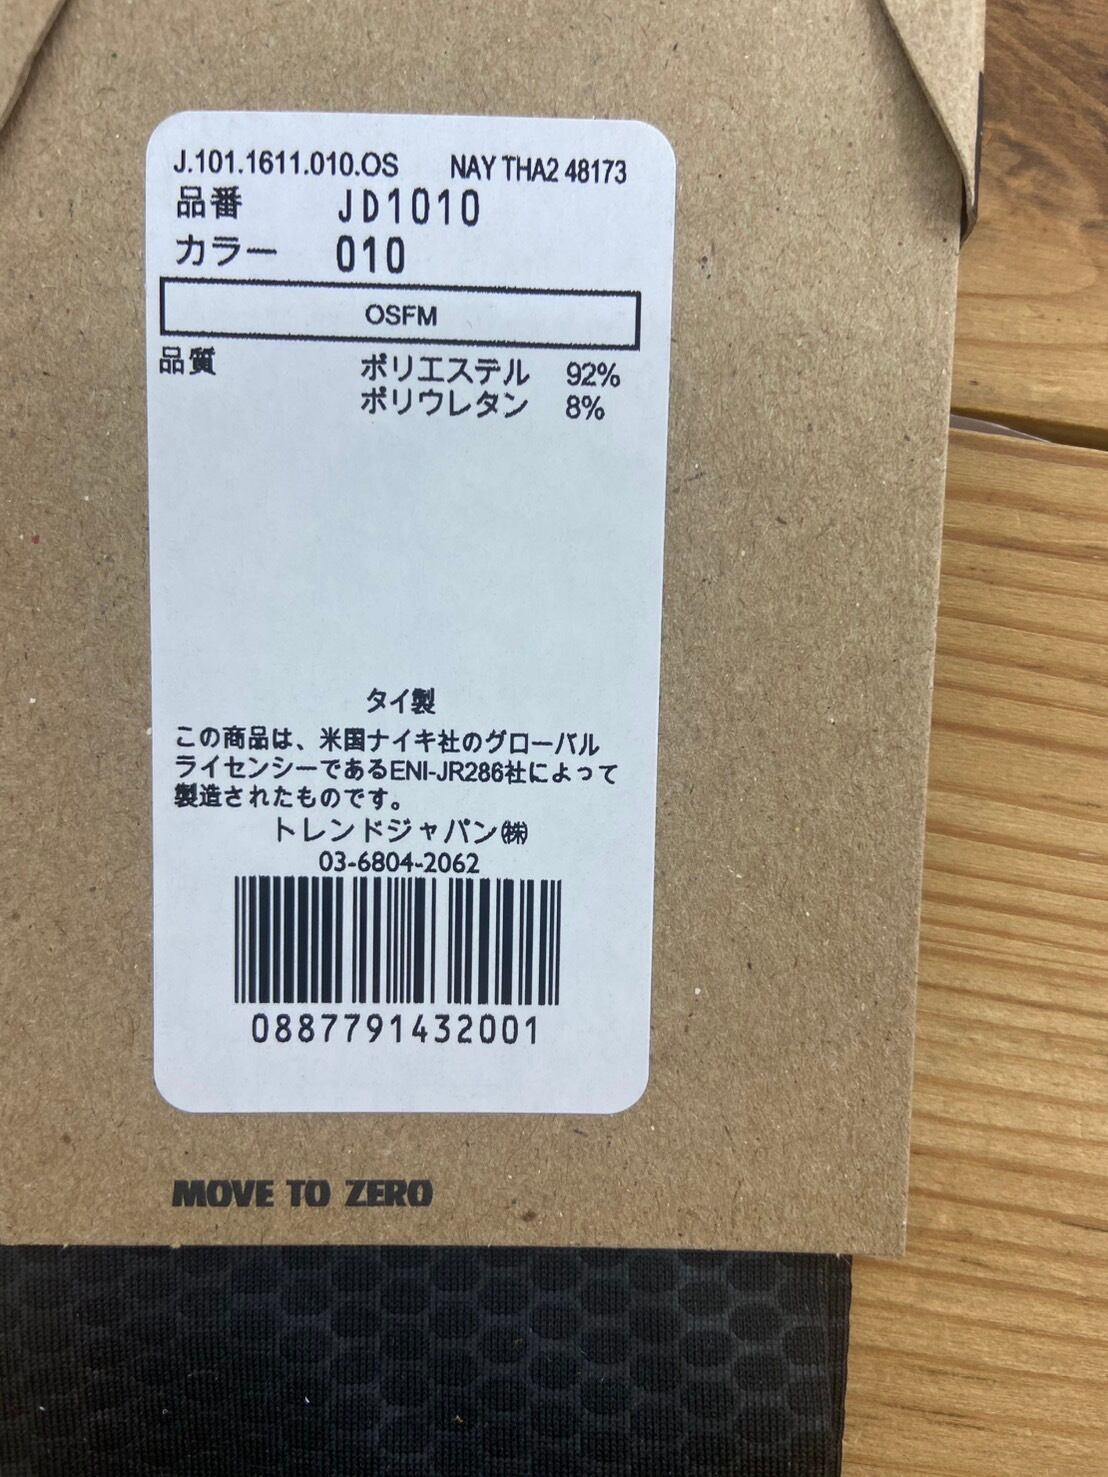 J.101.1611.010.OS NAY THA2 48173
品番 JD1010
カラー 010
OSFM
品質 ポリエステル 92%
ポリウレタン 8%
タイ製
この商品は、米国ナイキ社のグローバル
ライセンシーであるENI-JR286社によって
製造されたものです。
トレンドジャパン㈱
03-6804-2062
0887791432001
MOVE TO ZERO